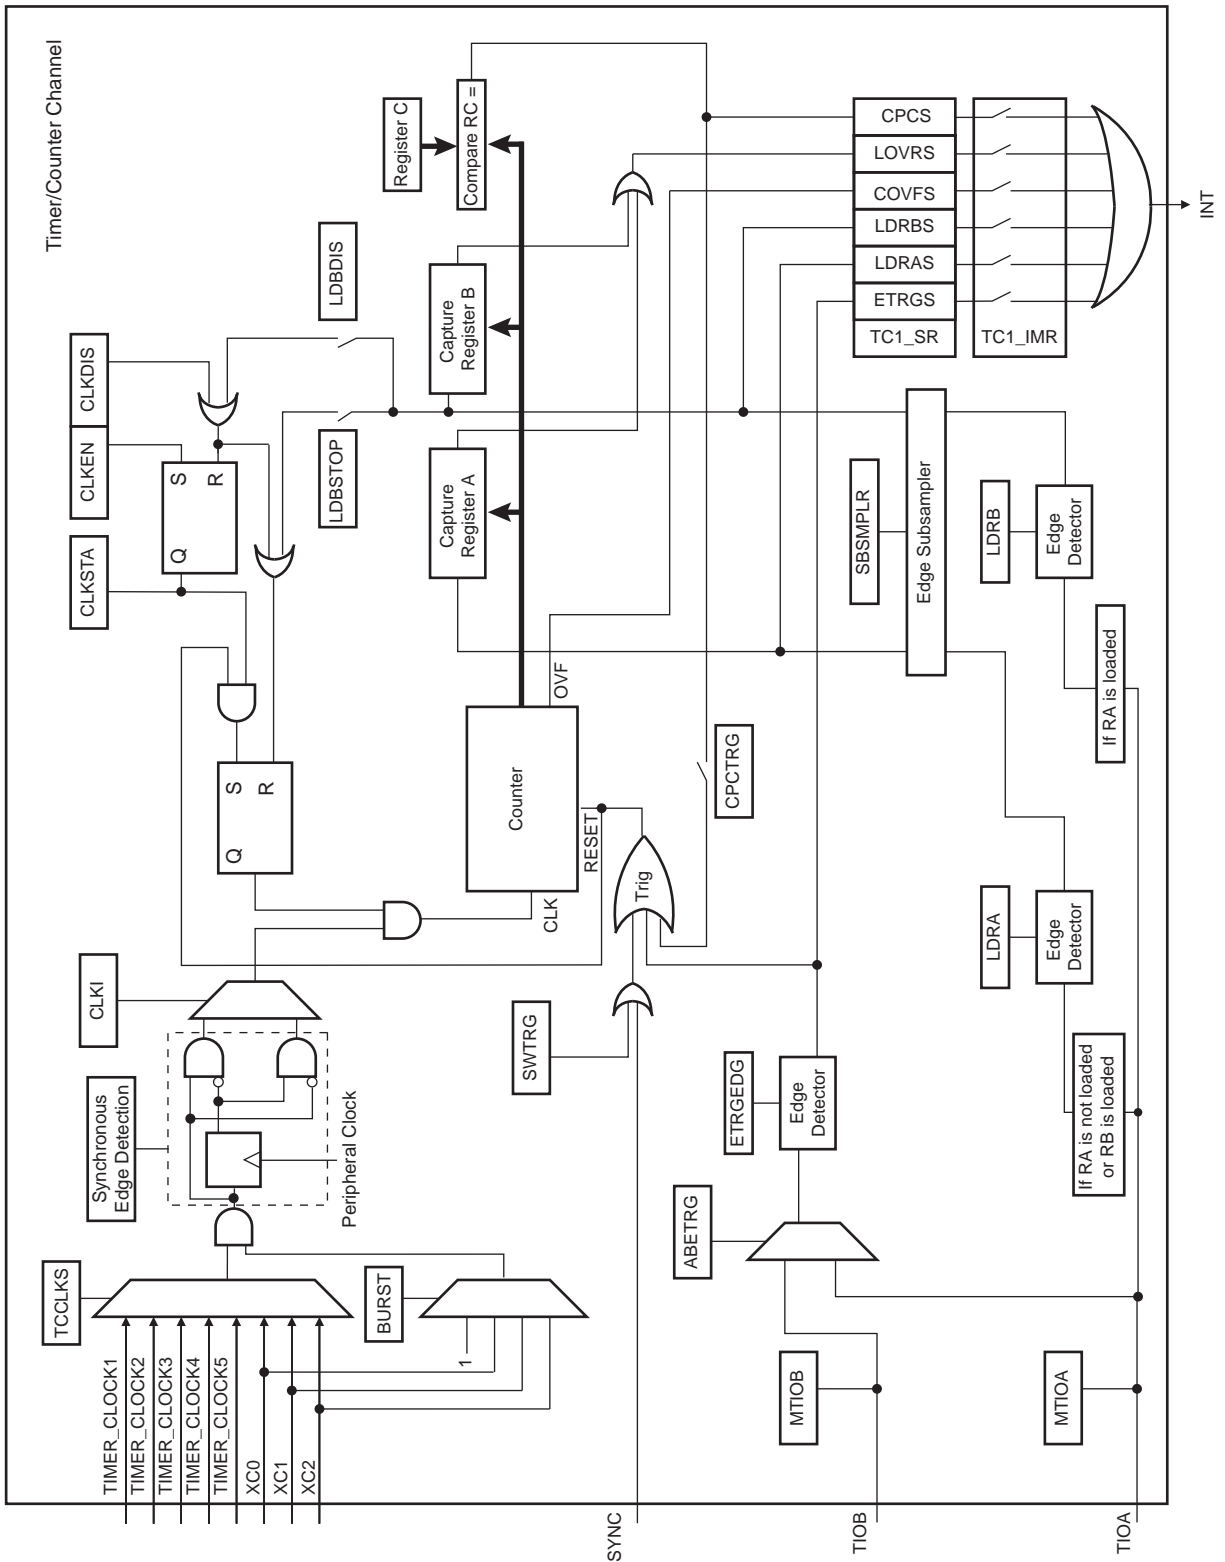 Timer/Counter Channel
TCCLKS
TIMER_CLOCK1
TIMER_CLOCK2
TIMER_CLOCK3
TIMER_CLOCK4
TIMER_CLOCK5
XC0
XC1
XC2
Synchronous
Edge Detection
CLKI
Peripheral Clock
BURST
1
CLKSTA
CLKEN
CLKDIS
Q
S
R
Q
S
R
LDBSTOP
LDBDIS
Register C
Capture
Register A
Capture
Register B
Compare RC =
Counter
CLK
OVF
RESET
SWTRG
SYNC
Trig
CPCTRG
ABETRG
ETRGEDG
Edge
Detector
MTIOB
TIOB
MTIOA
TIOA
SBSMPLR
Edge Subsampler
LDRA
Edge
Detector
If RA is not loaded
or RB is loaded
LDRB
Edge
Detector
If RA is loaded
TC1_SR
ETRGS
LDRAS
LDRBS
COVFS
LOVRS
CPCS
TC1_IMR
INT